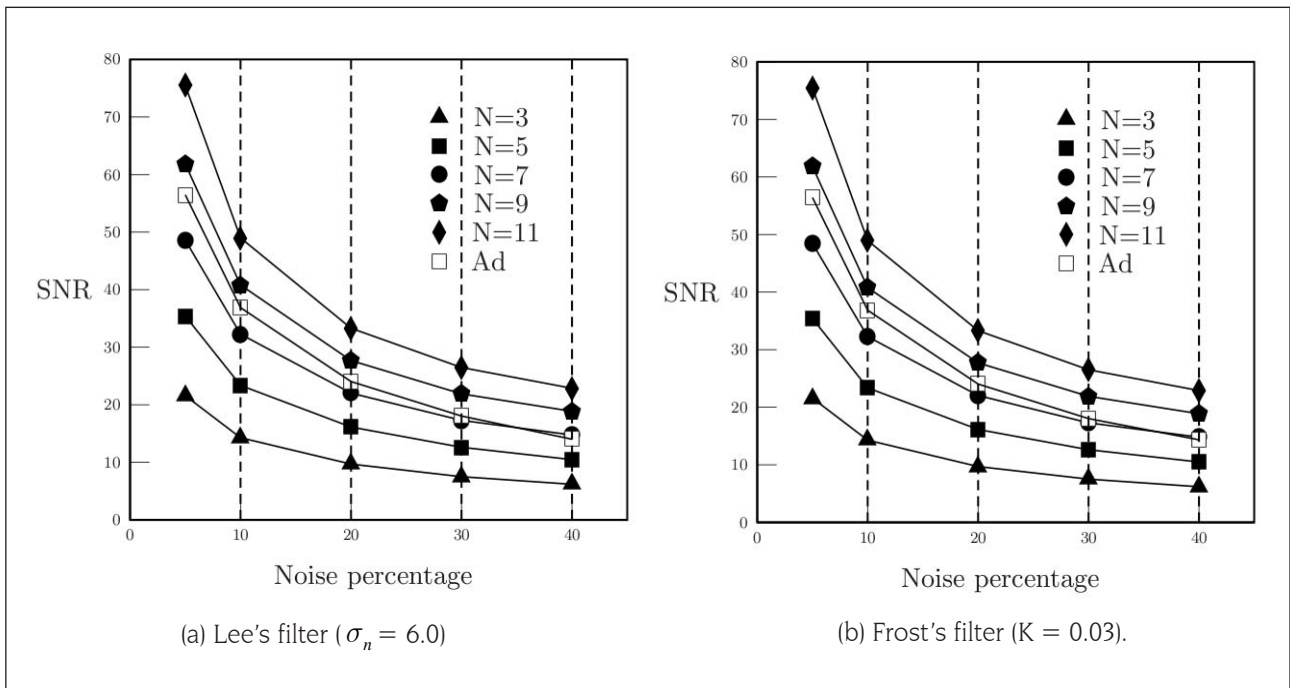 80
70
60
50
40
30
20
10
0
SNR
N=3
N=5
N=7
N=9
N=11
Ad
0 10 20 30 40
Noise percentage
(a) Lee's filter (σn = 6.0)
80
70
60
50
40
30
20
10
0
SNR
N=3
N=5
N=7
N=9
N=11
Ad
0 10 20 30 40
Noise percentage
(b) Frost's filter (K = 0.03).